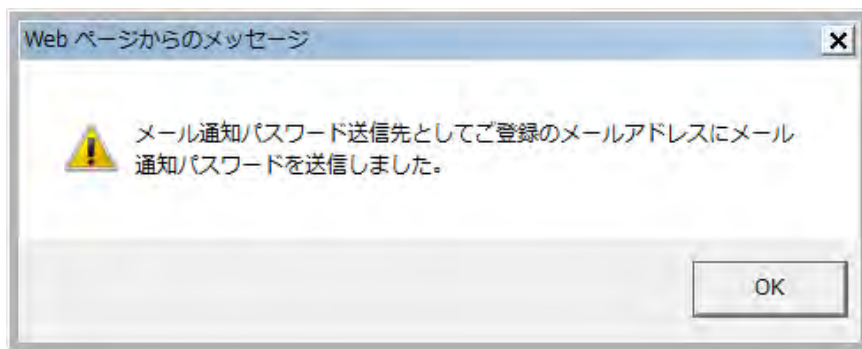 Web ページからのメッセージ
メール通知パスワード送信先としてご登録のメールアドレスにメール
通知パスワードを送信しました。
OK